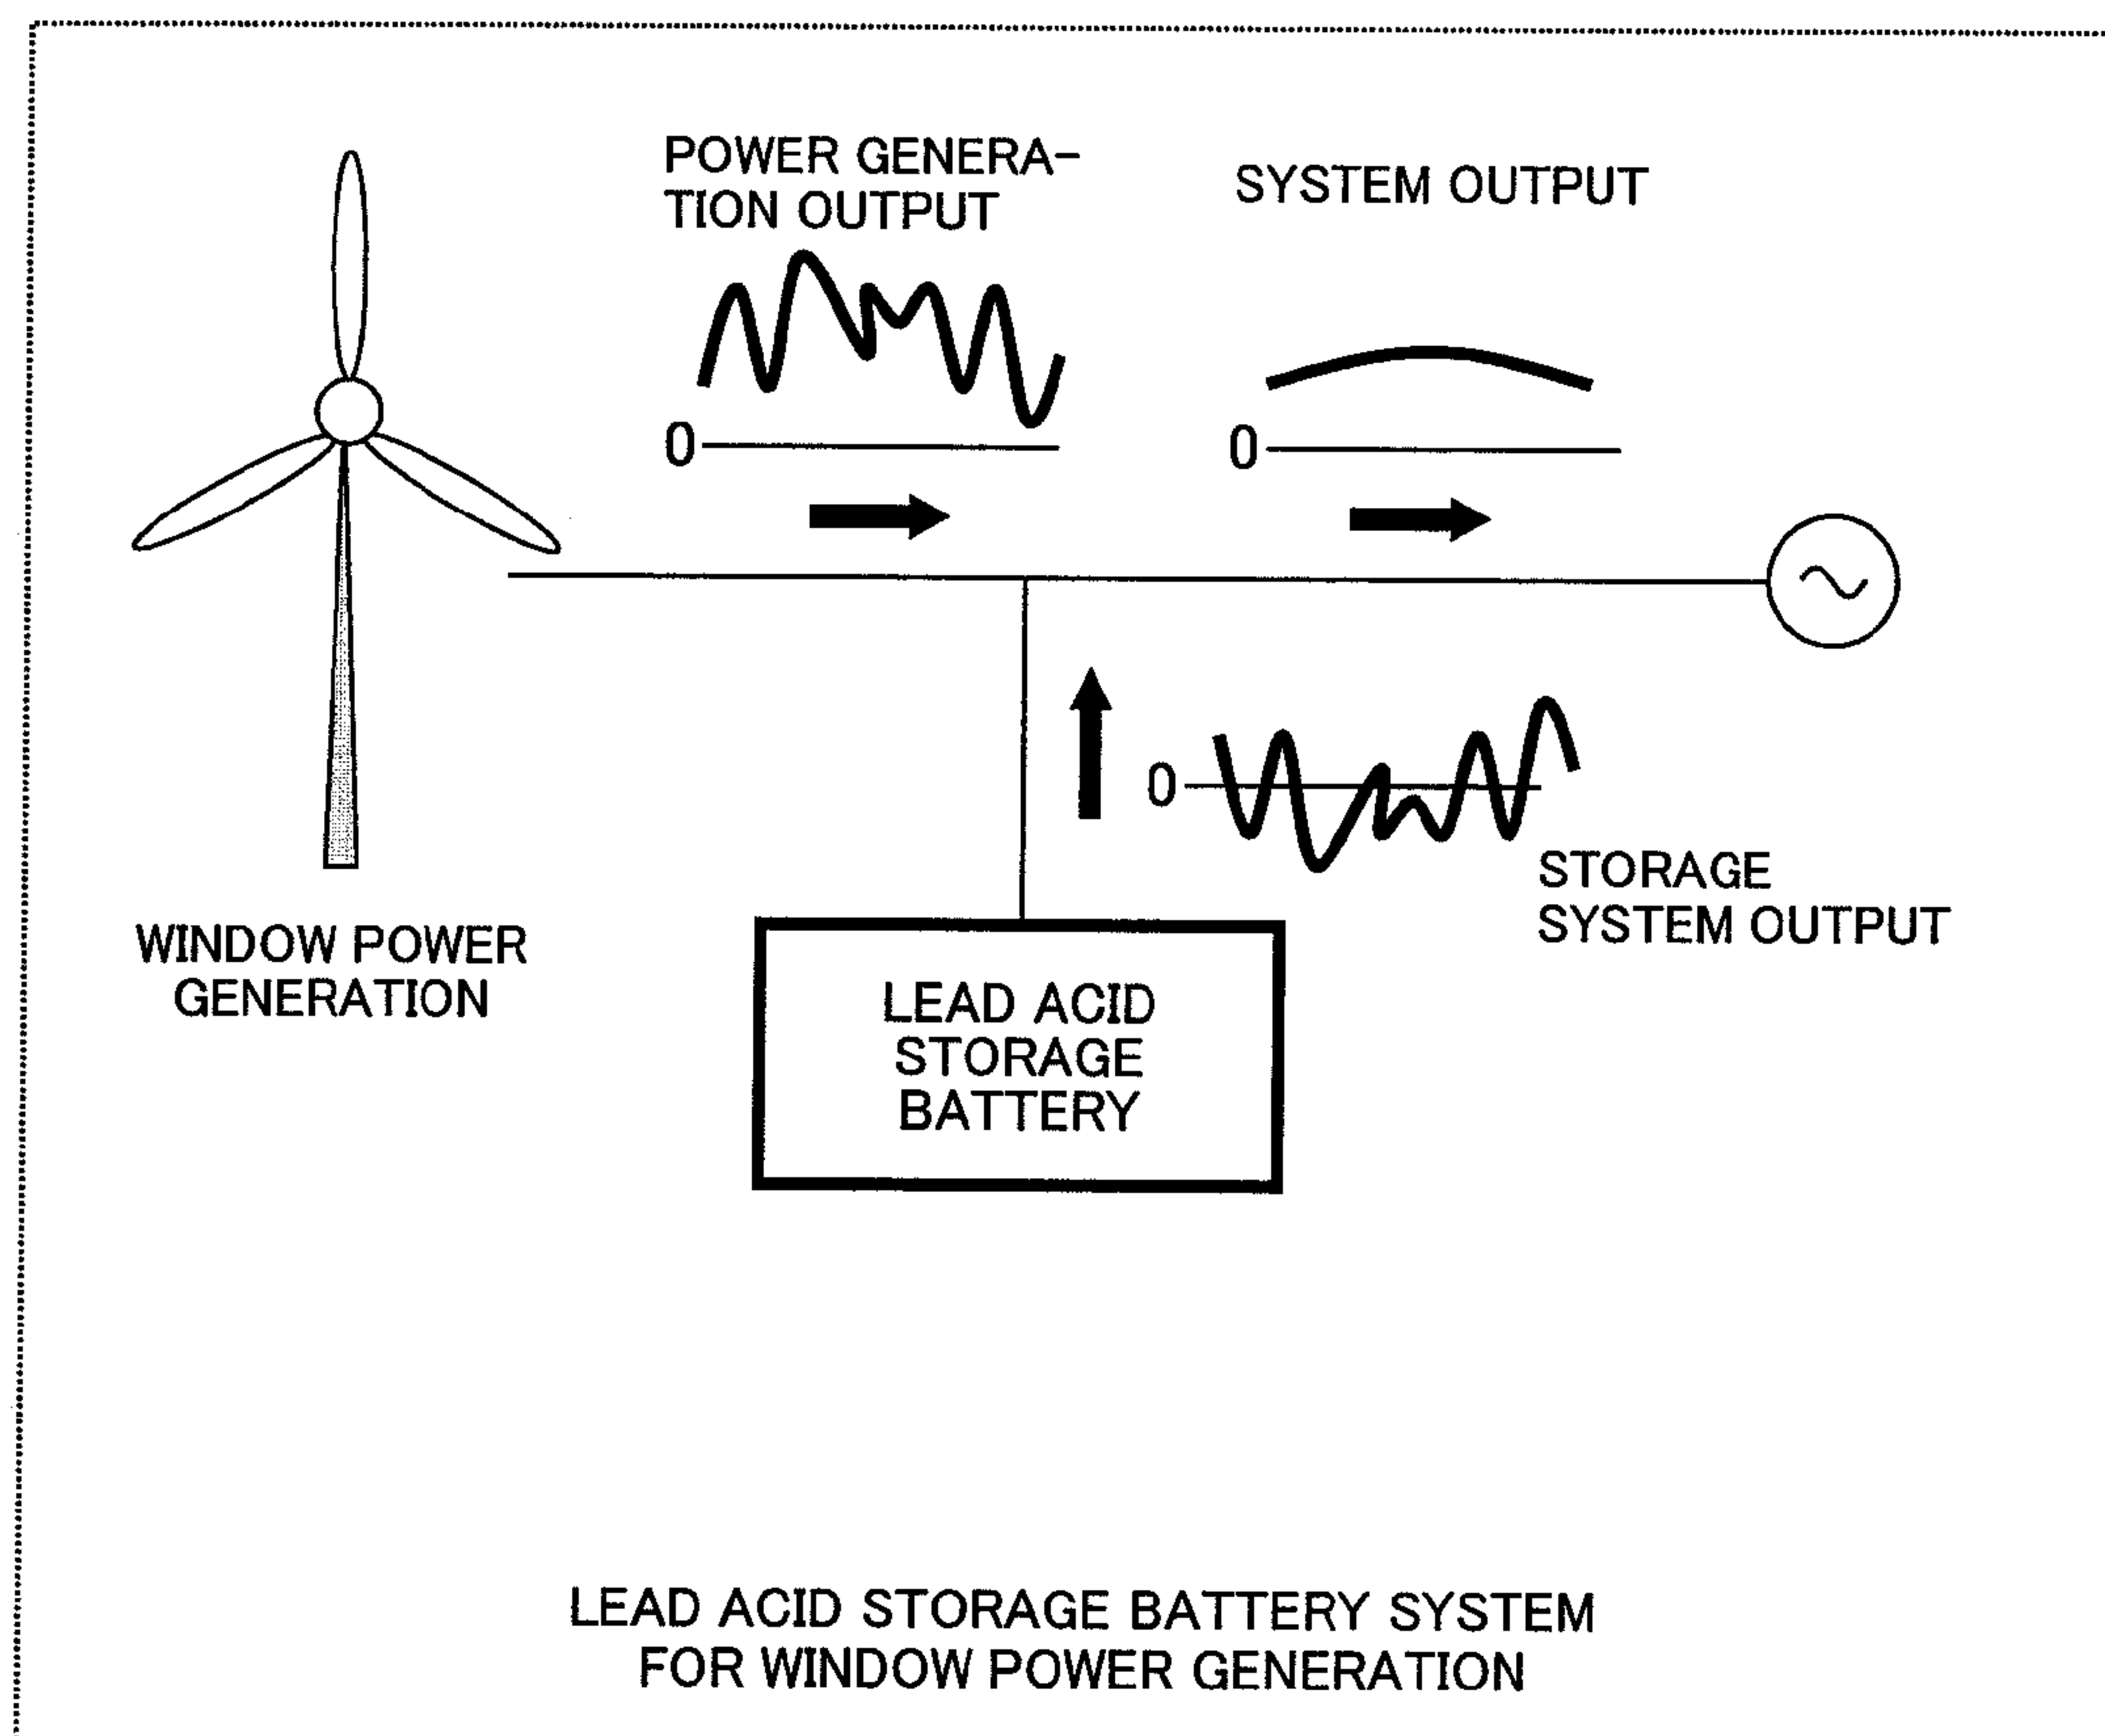 POWER GENERA-
TION OUTPUT
SYSTEM OUTPUT
0
0
0
STORAGE
SYSTEM OUTPUT
WINDOW POWER
GENERATION
LEAD ACID
STORAGE
BATTERY
LEAD ACID STORAGE BATTERY SYSTEM
FOR WINDOW POWER GENERATION